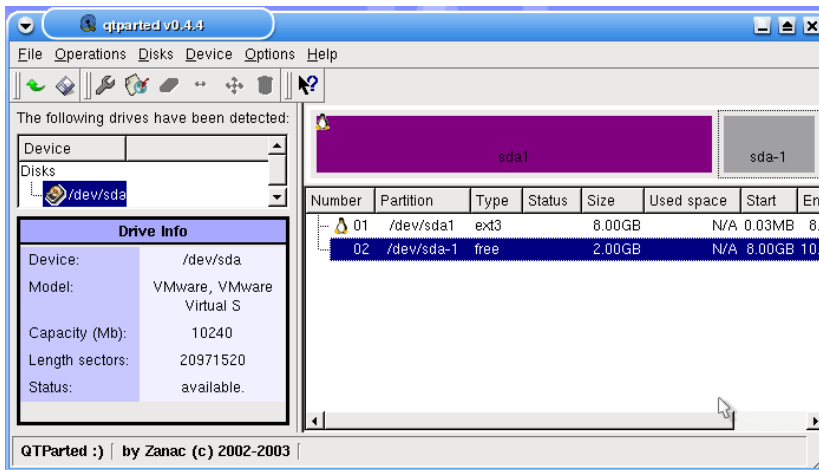 qtparted v0.4.4
File Operations Disks Device Options Help
The following drives have been detected:
Device
Disks
/dev/sda
Drive Info
Device: /dev/sda
Model: VMware, VMware Virtual S
Capacity (Mb): 10240
Length sectors: 20971520
Status: available.
sda1 sda-1
Number Partition Type Status Size Used space Start En
01 /dev/sda1 ext3 8.00GB N/A 0.03MB 8.
02 /dev/sda-1 free 2.00GB N/A 8.00GB 10.
QTParted :) by Zanac (c) 2002-2003